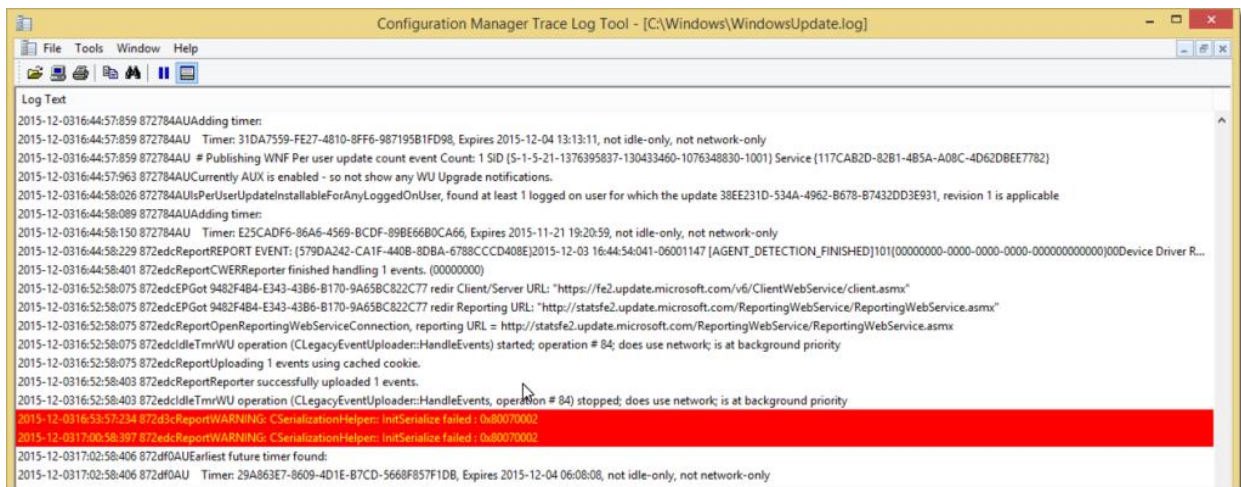 Configuration Manager Trace Log Tool - [C:\Windows\WindowsUpdate.log]
File Tools Window Help
Log Text
2015-12-0316:44:57:859 872784AUAdding timer:
2015-12-0316:44:57:859 872784AU Timer: 31DA7559-FE27-4810-8FF6-987195B1FD98, Expires 2015-12-04 13:13:11, not idle-only, not network-only
2015-12-0316:44:57:859 872784AU # Publishing WNF Per user update count event Count: 1 SID {S-1-5-21-1376395837-130433460-1076348830-1001} Service {117CAB2D-82B1-4B5A-A08C-4D62DBEE7782}
2015-12-0316:44:57:963 872784AUCurrently AUX is enabled - so not show any WU Upgrade notifications.
2015-12-0316:44:58:026 872784AUIsPerUserUpdateInstallableForAnyLoggedOnUser, found at least 1 logged on user for which the update 38EE231D-534A-4962-B678-B7432DD3E931, revision 1 is applicable
2015-12-0316:44:58:089 872784AUAdding timer:
2015-12-0316:44:58:150 872784AU Timer: E25CADF6-86A6-4569-BCDF-89BE66B0CA66, Expires 2015-11-21 19:20:59, not idle-only, not network-only
2015-12-0316:44:58:229 872edcReportREPORT EVENT: {579DA242-CA1F-440B-8DBA-6788CCCD408E}2015-12-03 16:44:54:041-06001147 [AGENT_DETECTION_FINISHED]101{00000000-0000-0000-0000-000000000000}00Device Driver R...
2015-12-0316:44:58:401 872edcReportCWERReporter finished handling 1 events. (00000000)
2015-12-0316:52:58:075 872edcEPGot 9482F4B4-E343-43B6-B170-9A65BC822C77 redir Client/Server URL: "https://fe2.update.microsoft.com/v6/ClientWebService/client.asmx"
2015-12-0316:52:58:075 872edcEPGot 9482F4B4-E343-43B6-B170-9A65BC822C77 redir Reporting URL: "http://statsfe2.update.microsoft.com/ReportingWebService/ReportingWebService.asmx"
2015-12-0316:52:58:075 872edcReportOpenReportingWebServiceConnection, reporting URL = http://statsfe2.update.microsoft.com/ReportingWebService/ReportingWebService.asmx
2015-12-0316:52:58:075 872edcIdleTmrWU operation (CLegacyEventUploader::HandleEvents) started; operation # 84; does use network; is at background priority
2015-12-0316:52:58:075 872edcReportUploading 1 events using cached cookie.
2015-12-0316:52:58:403 872edcReportReporter successfully uploaded 1 events.
2015-12-0316:52:58:403 872edcIdleTmrWU operation (CLegacyEventUploader::HandleEvents, operation # 84) stopped; does use network; is at background priority
2015-12-0316:53:57:234 872d3cReportWARNING: CSerializationHelper:: InitSerialize failed : 0x80070002
2015-12-0317:00:58:397 872edcReportWARNING: CSerializationHelper:: InitSerialize failed : 0x80070002
2015-12-0317:02:58:406 872df0AUEarliest future timer found:
2015-12-0317:02:58:406 872df0AU Timer: 29A863E7-8609-4D1E-B7CD-5668F857F1DB, Expires 2015-12-04 06:08:08, not idle-only, not network-only